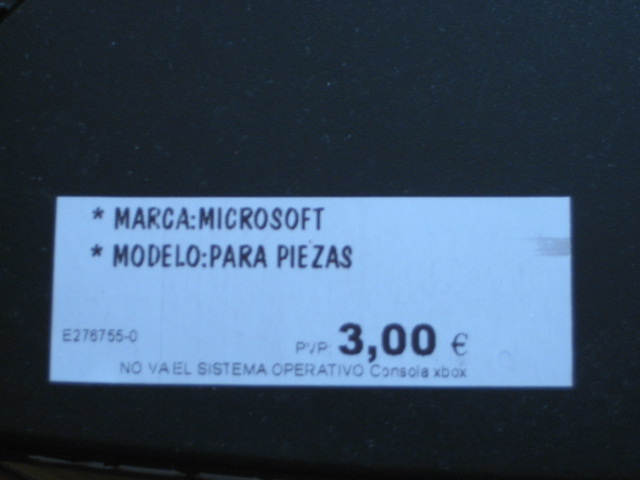 * MARCA:MICROSOFT
* MODELO:PARA PIEZAS
E276755-0
PVP: 3,00 €
NO VA EL SISTEMA OPERATIVO Consola xbox